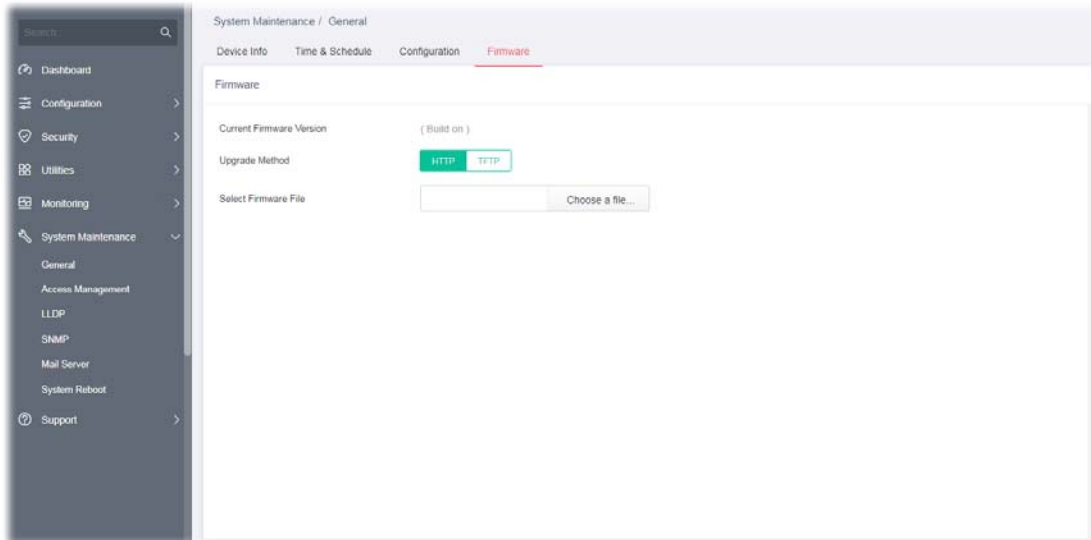 Search
Dashboard
Configuration
Security
Utilities
Monitoring
System Maintenance
General
Access Management
LLDP
SNMP
Mail Server
System Reboot
Support
System Maintenance / General
Device Info Time & Schedule Configuration Firmware
Firmware
Current Firmware Version ( Build on )
Upgrade Method HTTP TFTP
Select Firmware File Choose a file...